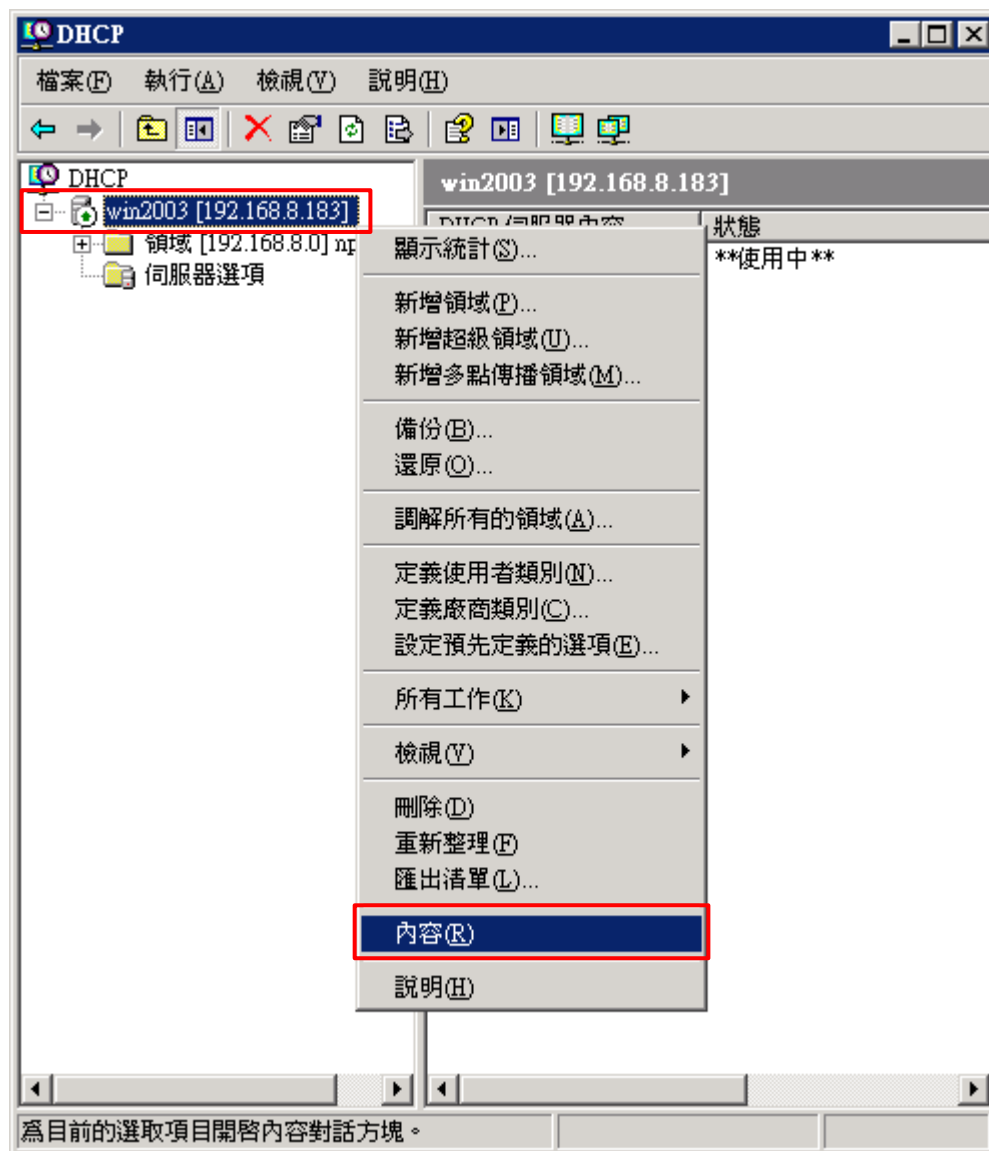 DHCP
檔案(F) 執行(A) 檢視(V) 說明(H)
DHCP
win2003 [192.168.8.183]
領域 [192.168.8.0]
伺服器選項
win2003 [192.168.8.183]
DHCP 伺服器內容 狀態
**使用中**
顯示統計(S)...
新增領域(P)...
新增超級領域(U)...
新增多點傳播領域(M)...
備份(B)...
還原(O)...
調解所有的領域(A)...
定義使用者類別(N)...
定義廠商類別(C)...
設定預先定義的選項(E)...
所有工作(K)
檢視(V)
刪除(D)
重新整理(F)
匯出清單(L)...
內容(R)
說明(H)
為目前的選取項目開啟內容對話方塊。